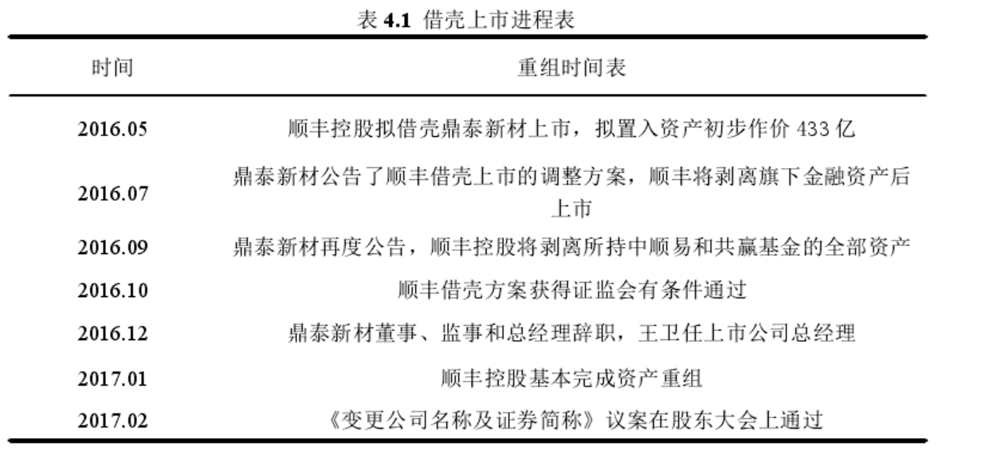 表 4.1 借壳上市进程表
时间 重组时间表
2016.05 顺丰控股拟借壳鼎泰新材上市，拟置入资产初步作价 433 亿
2016.07 鼎泰新材公告了顺丰借壳上市的调整方案，顺丰将剥离旗下金融资产后
上市
2016.09 鼎泰新材再度公告，顺丰控股将剥离所持中顺易和共赢基金的全部资产
2016.10 顺丰借壳方案获得证监会有条件通过
2016.12 鼎泰新材董事、监事和总经理辞职，王卫任上市公司总经理
2017.01 顺丰控股基本完成资产重组
2017.02 《变更公司名称及证券简称》议案在股东大会上通过